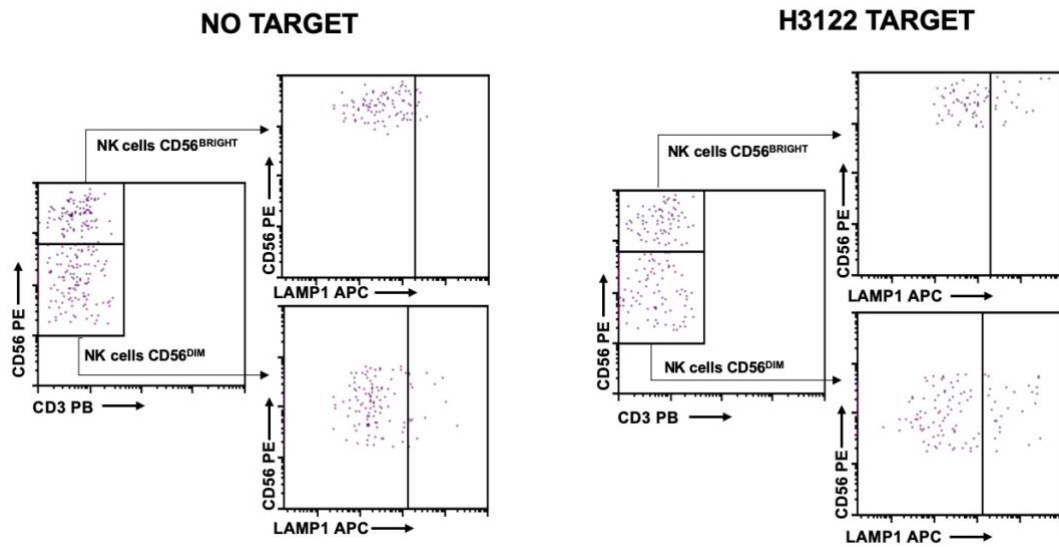 NO TARGET
H3122 TARGET
NK cells CD56BRIGHT
CD56 PE
LAMP1 APC
CD56 PE
CD3 PB
NK cells CD56DIM
CD56 PE
LAMP1 APC
NK cells CD56BRIGHT
CD56 PE
LAMP1 APC
CD56 PE
CD3 PB
NK cells CD56DIM
CD56 PE
LAMP1 APC